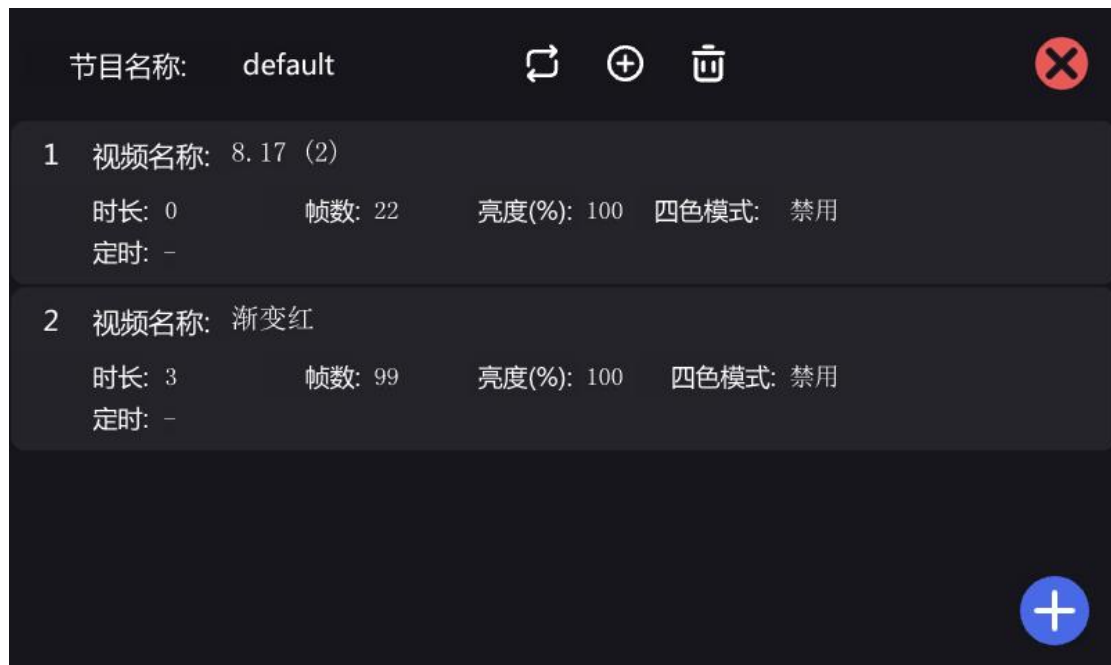 节目名称: default
1 视频名称: 8.17 (2)
时长: 0 帧数: 22 亮度(%): 100 四色模式: 禁用
定时: -
2 视频名称: 渐变红
时长: 3 帧数: 99 亮度(%): 100 四色模式: 禁用
定时: -